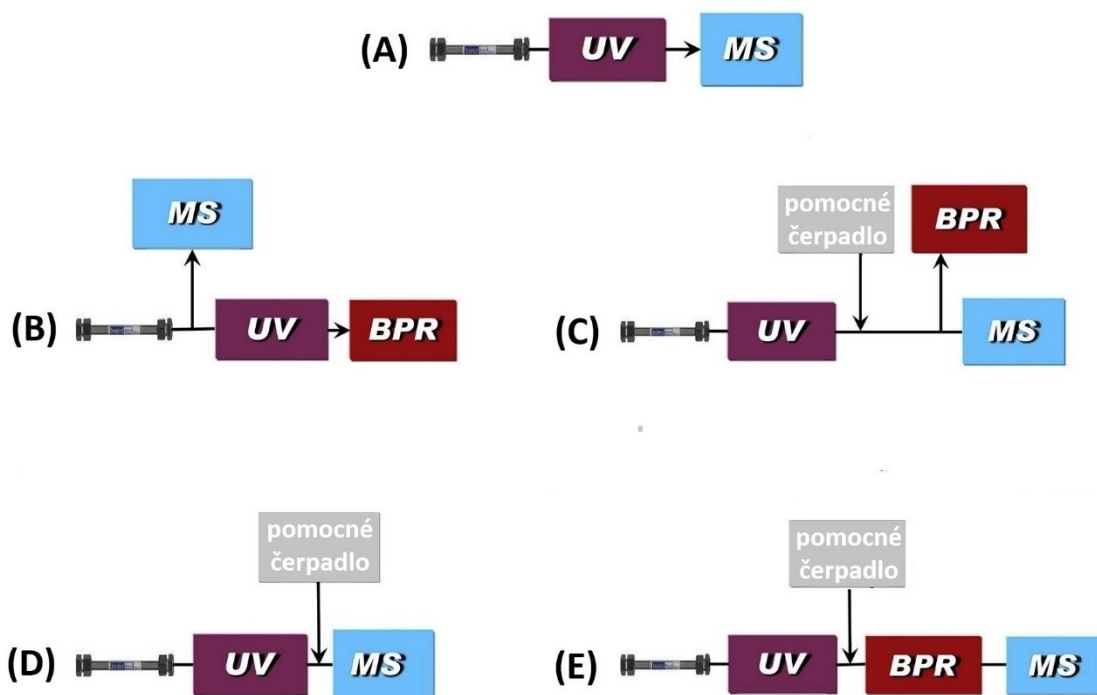 (A)
UV
MS
MS
(B)
UV
BPR
pomocné
čerpadlo
BPR
(C)
UV
MS
pomocné
čerpadlo
(D)
UV
MS
pomocné
čerpadlo
(E)
UV
BPR
MS